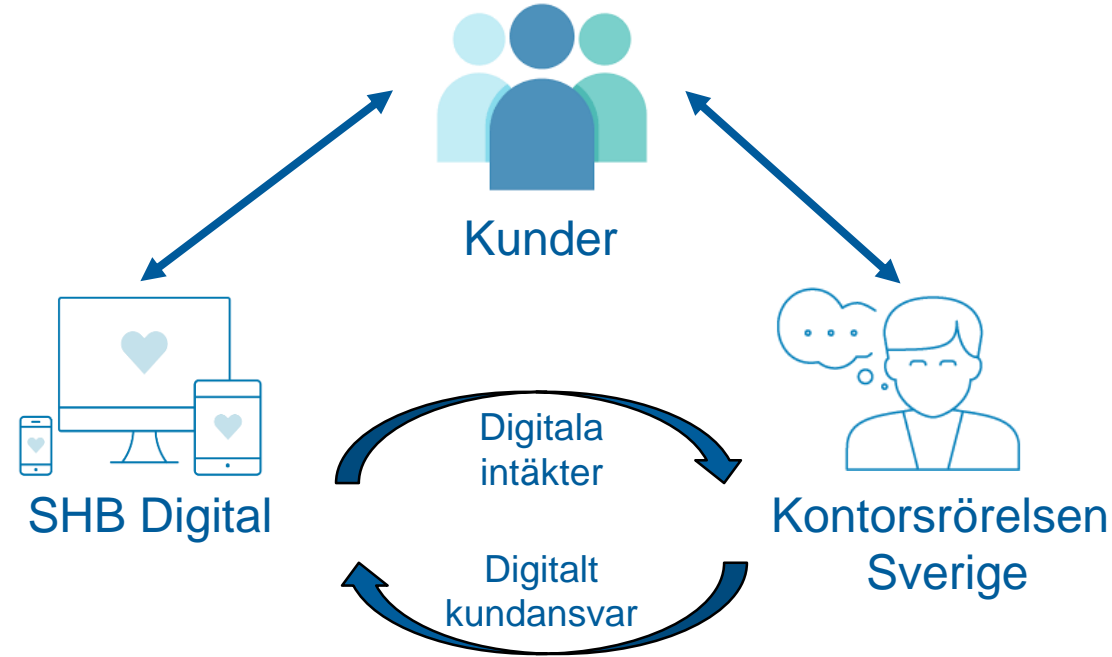 Kunder
Digitala
intäkter
SHB Digital
Kontorsrörelsen
Sverige
Digitalt
kundansvar